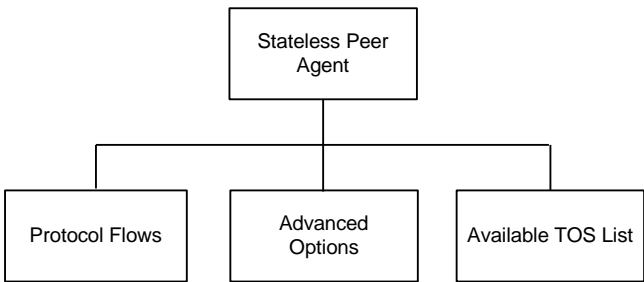 Stateless Peer
Agent
Protocol Flows
Advanced
Options
Available TOS List